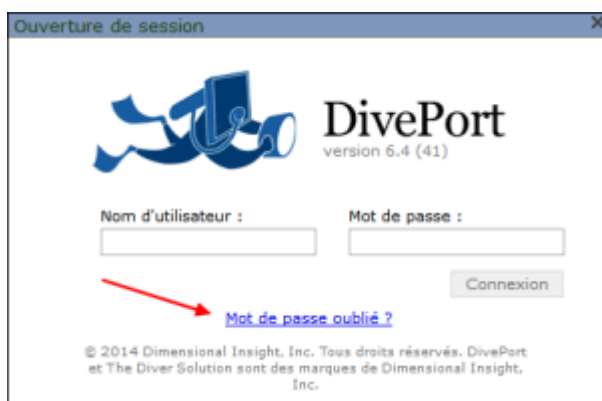 Ouverture de session
DivePort
version 6.4 (41)
Nom d'utilisateur :
Mot de passe :
Connexion
Mot de passe oublié ?
© 2014 Dimensional Insight, Inc. Tous droits réservés. DivePort
et The Diver Solution sont des marques de Dimensional Insight,
Inc.